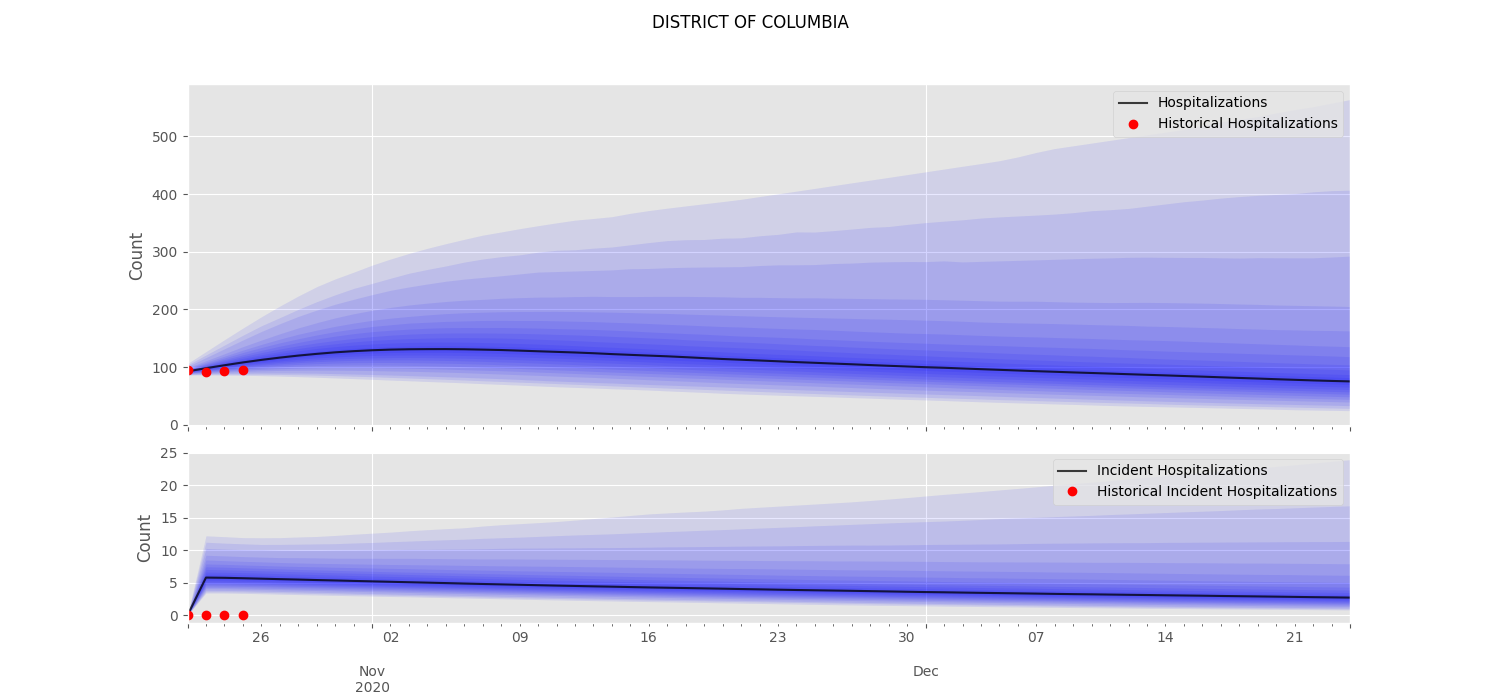 DISTRICT OF COLUMBIA
Hospitalizations
Historical Hospitalizations
500
400
300
200
100
0
Count
Incident Hospitalizations
Historical Incident Hospitalizations
25
20
15
10
5
0
Count
26 02 09 16 23 30 07 14 21
Nov Dec
2020